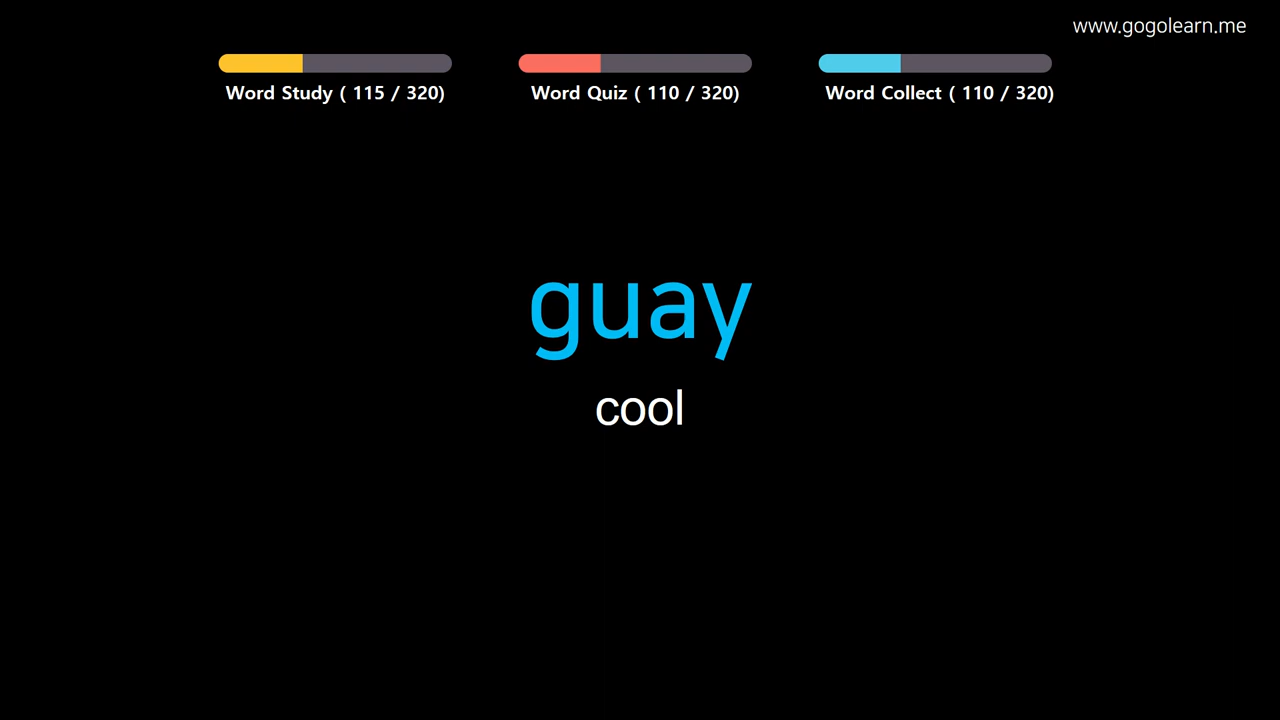 www.gogolearn.me
Word Study ( 115 / 320)
Word Quiz ( 110 / 320)
Word Collect ( 110 / 320)
guay
cool